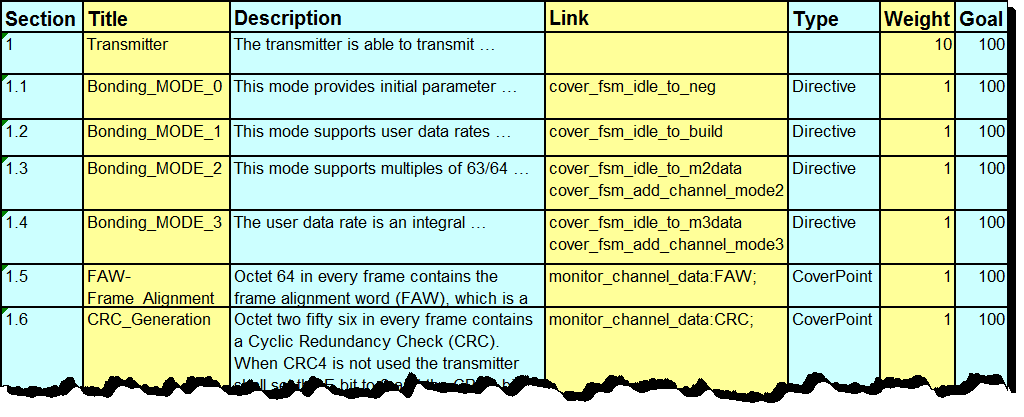 Section Title Description Link Type Weight Goal
1 Transmitter The transmitter is able to transmit … 10 100
1.1 Bonding_MODE_0 This mode provides initial parameter … cover_fsm_idle_to_neg Directive 1 100
1.2 Bonding_MODE_1 This mode supports user data rates … cover_fsm_idle_to_build Directive 1 100
1.3 Bonding_MODE_2 This mode supports multiples of 63/64 … cover_fsm_idle_to_m2data Directive 1 100
cover_fsm_add_channel_mode2
1.4 Bonding_MODE_3 The user data rate is an integral … cover_fsm_idle_to_m3data Directive 1 100
cover_fsm_add_channel_mode3
1.5 FAW- Octet 64 in every frame contains the monitor_channel_data:FAW; CoverPoint 1 100
Frame_Alignment frame alignment word (FAW), which is a
1.6 CRC_Generation Octet two fifty six in every frame contains monitor_channel_data:CRC; CoverPoint 1 100
a Cyclic Redundancy Check (CRC).
When CRC4 is not used the transmitter